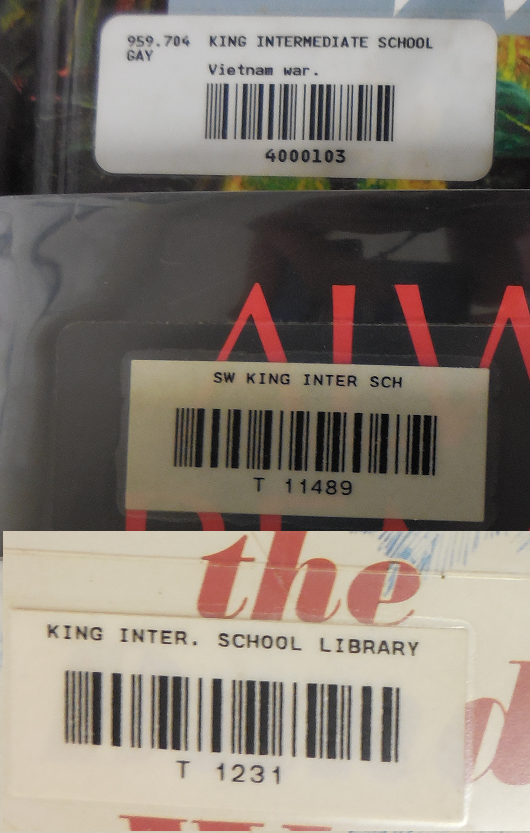 959.704 KING INTERMEDIATE SCHOOL
GAY
Vietnam war.
4000103
SW KING INTER SCH
T 11489
the
KING INTER. SCHOOL LIBRARY
T 1231